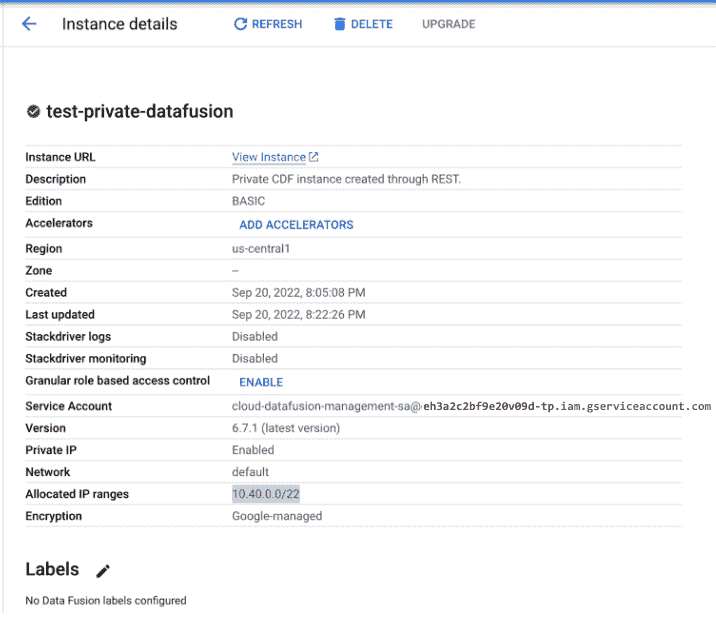 Instance details REFRESH DELETE UPGRADE
test-private-datafusion
Instance URL View Instance
Description Private CDF instance created through REST.
Edition BASIC
Accelerators ADD ACCELERATORS
Region us-central1
Zone --
Created Sep 20, 2022, 8:05:08 PM
Last updated Sep 20, 2022, 8:22:26 PM
Stackdriver logs Disabled
Stackdriver monitoring Disabled
Granular role based access control ENABLE
Service Account cloud-datafusion-management-sa@eh3a2c2bf9e20v09d-tp.iam.gserviceaccount.com
Version 6.7.1 (latest version)
Private IP Enabled
Network default
Allocated IP ranges 10.40.0.0/22
Encryption Google-managed
Labels
No Data Fusion labels configured